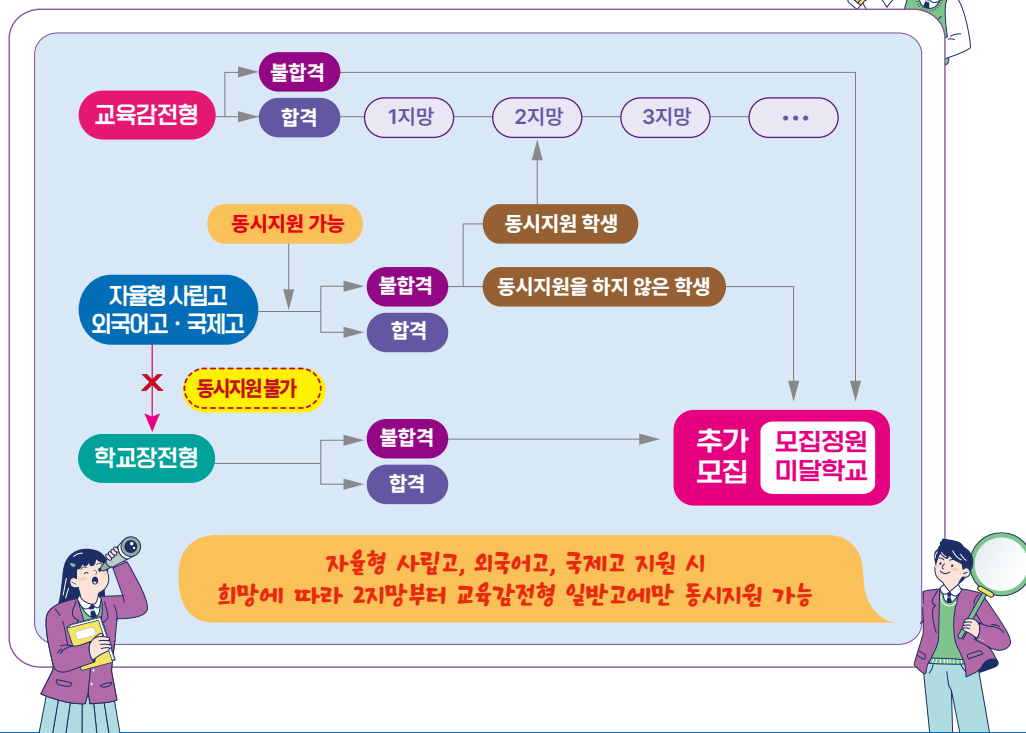 불합격
교육감전형
합격
1지망
2지망
3지망
•••
동시지원 가능
동시지원 학생
자율형 사립고
외국어고 · 국제고
불합격
동시지원을 하지 않은 학생
합격
동시지원불가
학교장전형
불합격
합격
추가
모집
모집정원
미달학교
자율형 사립고, 외국어고, 국제고 지원 시
희망에 따라 2지망부터 교육감전형 일반고에만 동시지원 가능